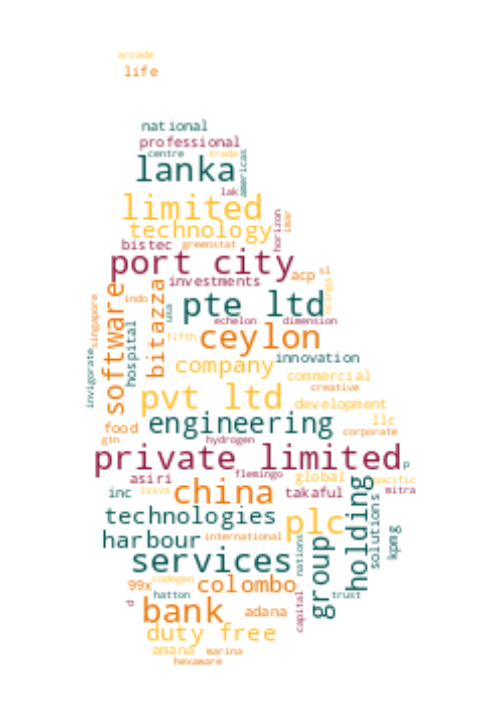 arcade
life
national
professional
centre trade
lanka americas
lak
limited
technology horizon imar
bistec greenstat
port city
investments acp sl
singapore software indo bitazza usa pte ltd ncinga
echelon dimension
fifth ceylon
invigorate hospital company innovation
commercial
creative
pvt ltd development
food engineering llc
corporate
gtn hydrogen
private limited p
asiri flemingo global pacific
inc iviva china takaful holding mitra
technologies plc solutions
harbour international group kpmg
services nations
codegen
99x colombo
hatton trust
d bank adana capital
duty free
amana marina
hexaware